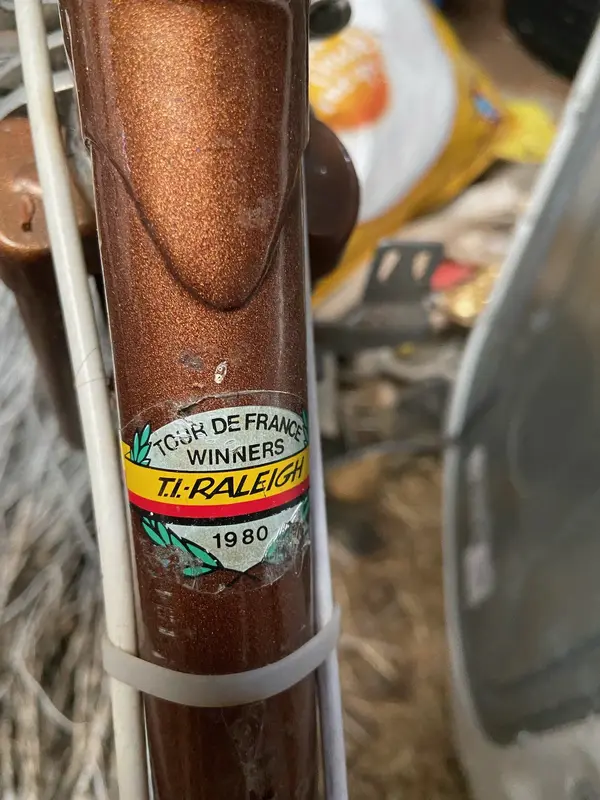 TOUR DE FRANCE
WINNERS
T.I.-RALEIGH
1980